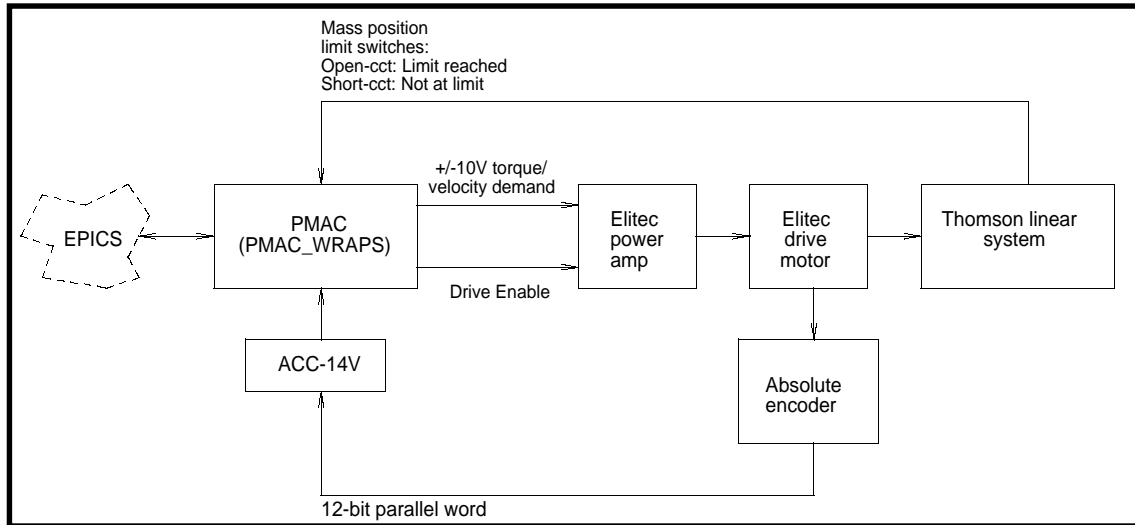 Mass position
limit switches:
Open-cct: Limit reached
Short-cct: Not at limit
+/-10V torque/
velocity demand
EPICS
PMAC
(PMAC_WRAPS)
Elitec
power
amp
Elitec
drive
motor
Thomson linear
system
Drive Enable
ACC-14V
Absolute
encoder
12-bit parallel word